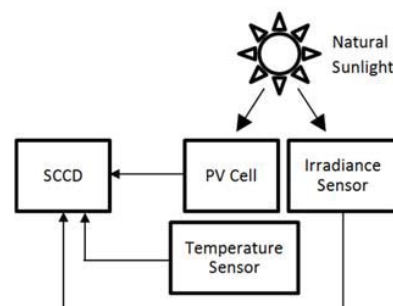 Natural
Sunlight
SCCD
PV Cell
Irradiance
Sensor
Temperature
Sensor